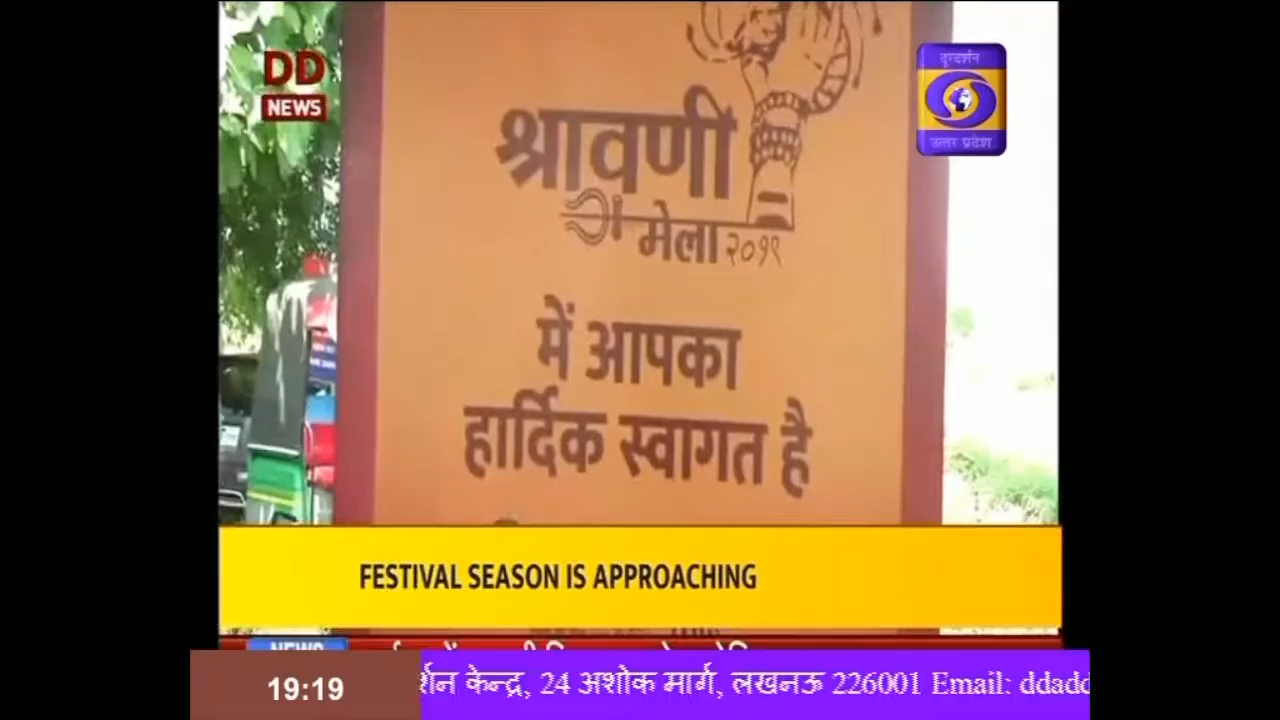 DD
NEWS
दूरदर्शन
उत्तर प्रदेश
श्रावणी
मेला २०१९
में आपका
हार्दिक स्वागत है
FESTIVAL SEASON IS APPROACHING
NEWS
19:19
र्शन केन्द्र, 24 अशोक मार्ग, लखनऊ 226001 Email: ddadd